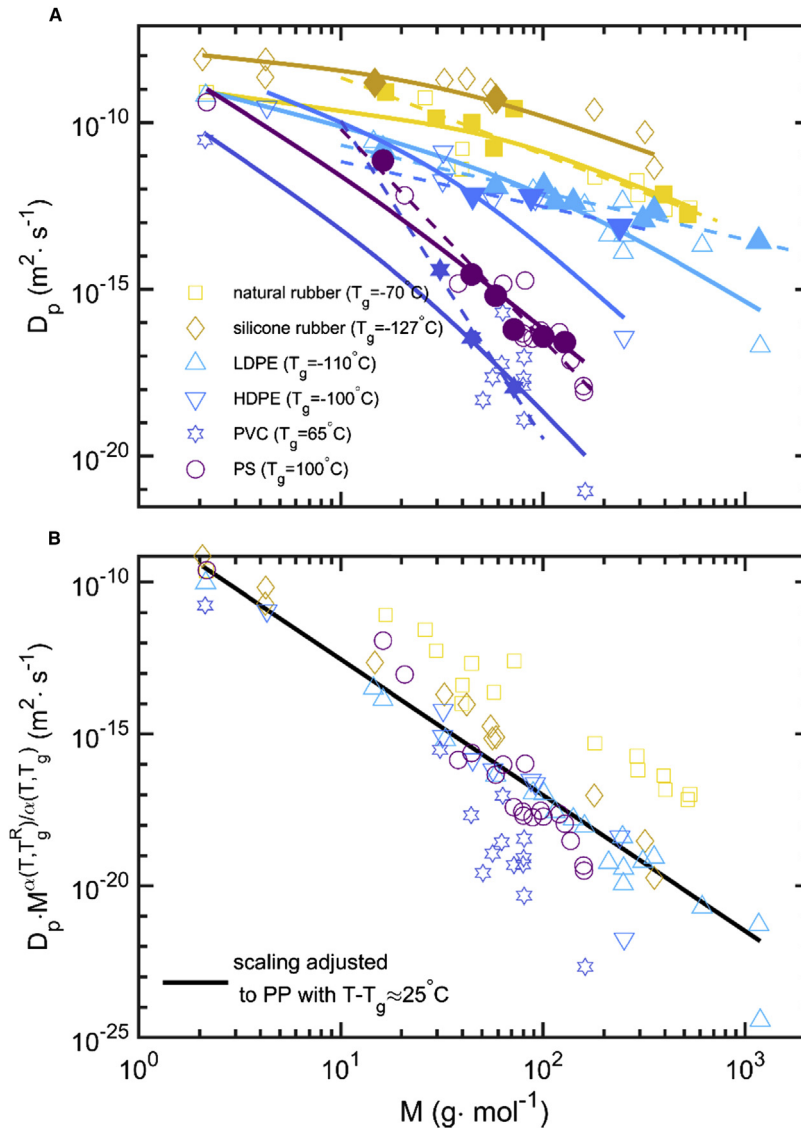 A
10^-10
10^-15
10^-20
D_p (m²· s⁻¹)
natural rubber (T_g=-70°C)
silicone rubber (T_g=-127°C)
LDPE (T_g=-110°C)
HDPE (T_g=-100°C)
PVC (T_g=65°C)
PS (T_g=100°C)
B
10^-10
10^-15
10^-20
10^-25
D_p·M^α(T,T_g^R)/α(T,T_g) (m²· s⁻¹)
scaling adjusted
to PP with T-T_g≈25°C
10^0 10^1 10^2 10^3
M (g· mol⁻¹)